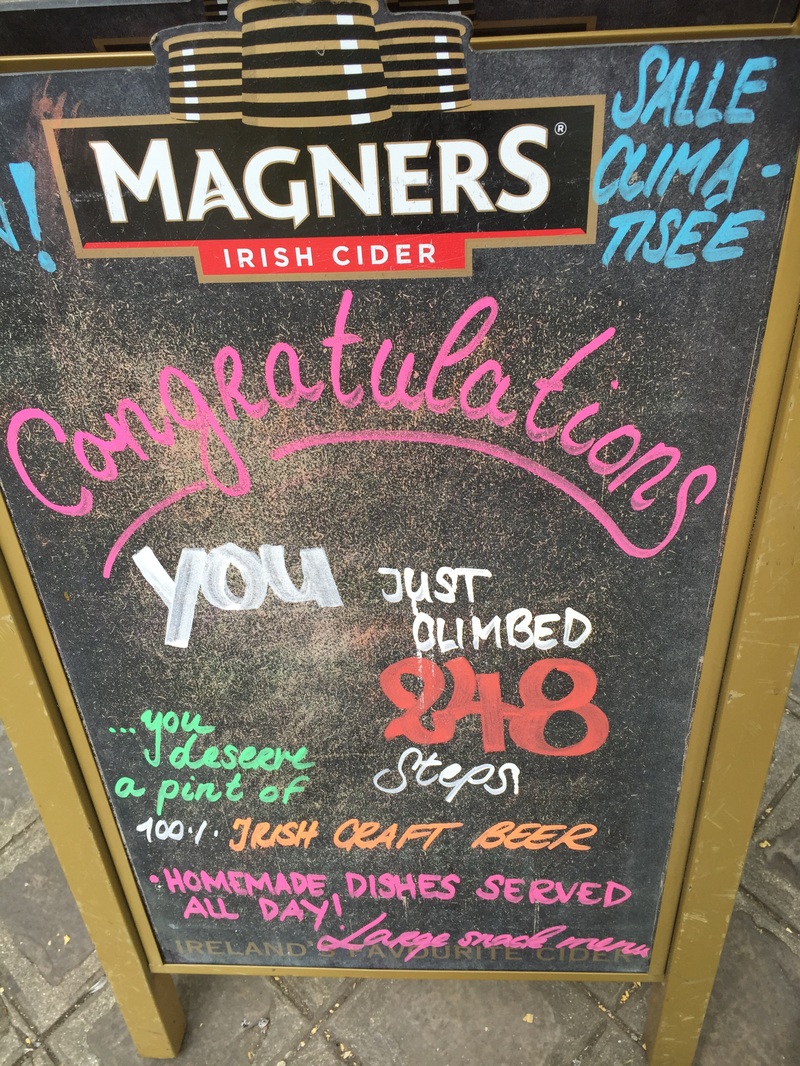 MAGNERS®
IRISH CIDER
!
SALLE
CLIMA-
TISÉE
Congratulations
YOU JUST
CLIMBED
248
Steps
...you
deserve
a pint of
100% IRISH CRAFT BEER
• HOMEMADE DISHES SERVED
ALL DAY!
Large snack menu
IRELAND'S FAVOURITE CIDER